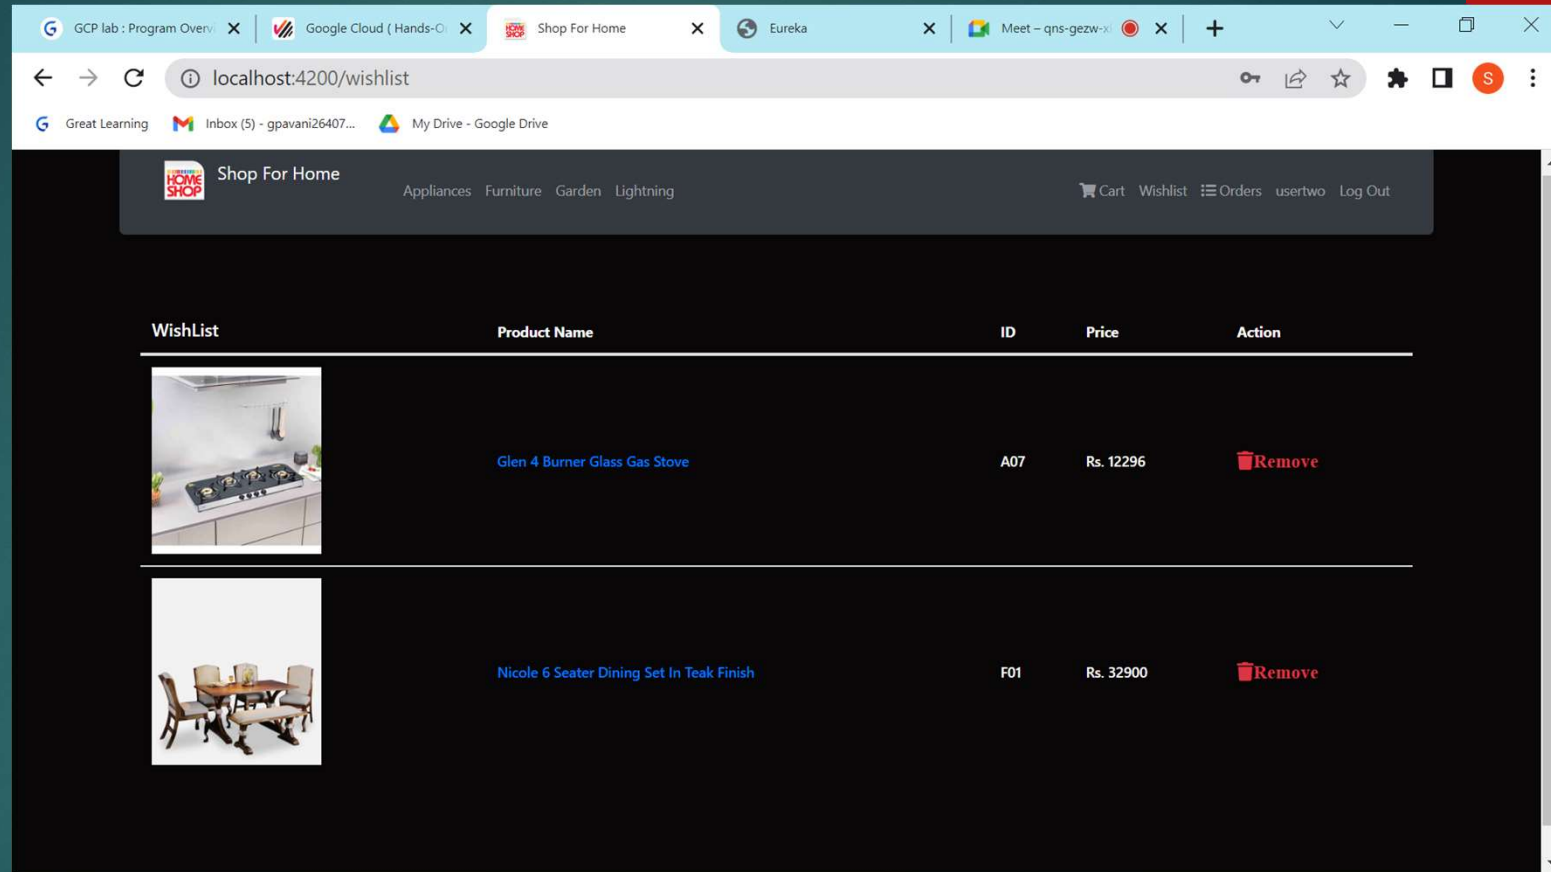 GCP lab : Program Overv
Google Cloud ( Hands-O
Shop For Home
Eureka
Meet – qns-gezw-x
localhost:4200/wishlist
S
Great Learning
Inbox (5) - gpavani26407...
My Drive - Google Drive
HOME
SHOP
Shop For Home
Appliances Furniture Garden Lightning
Cart Wishlist Orders usertwo Log Out
WishList Product Name ID Price Action
Glen 4 Burner Glass Gas Stove A07 Rs. 12296 Remove
Nicole 6 Seater Dining Set In Teak Finish F01 Rs. 32900 Remove